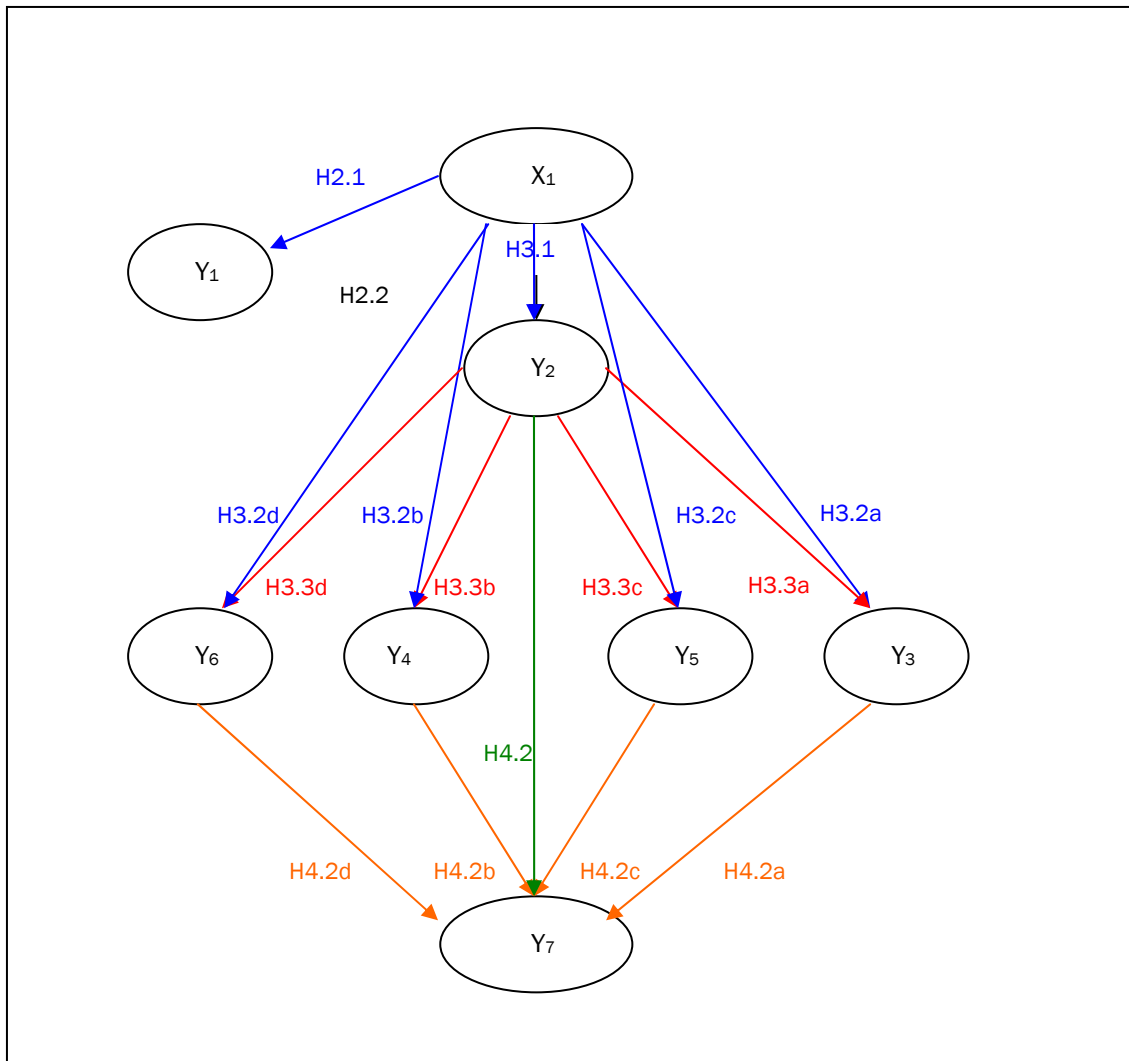 X₁
H2.1
H3.1
Y₁
H2.2
Y₂
H3.2d
H3.2b
H3.2c
H3.2a
H3.3d
H3.3b
H3.3c
H3.3a
Y₆
Y₄
Y₅
Y₃
H4.2
H4.2d
H4.2b
H4.2c
H4.2a
Y₇